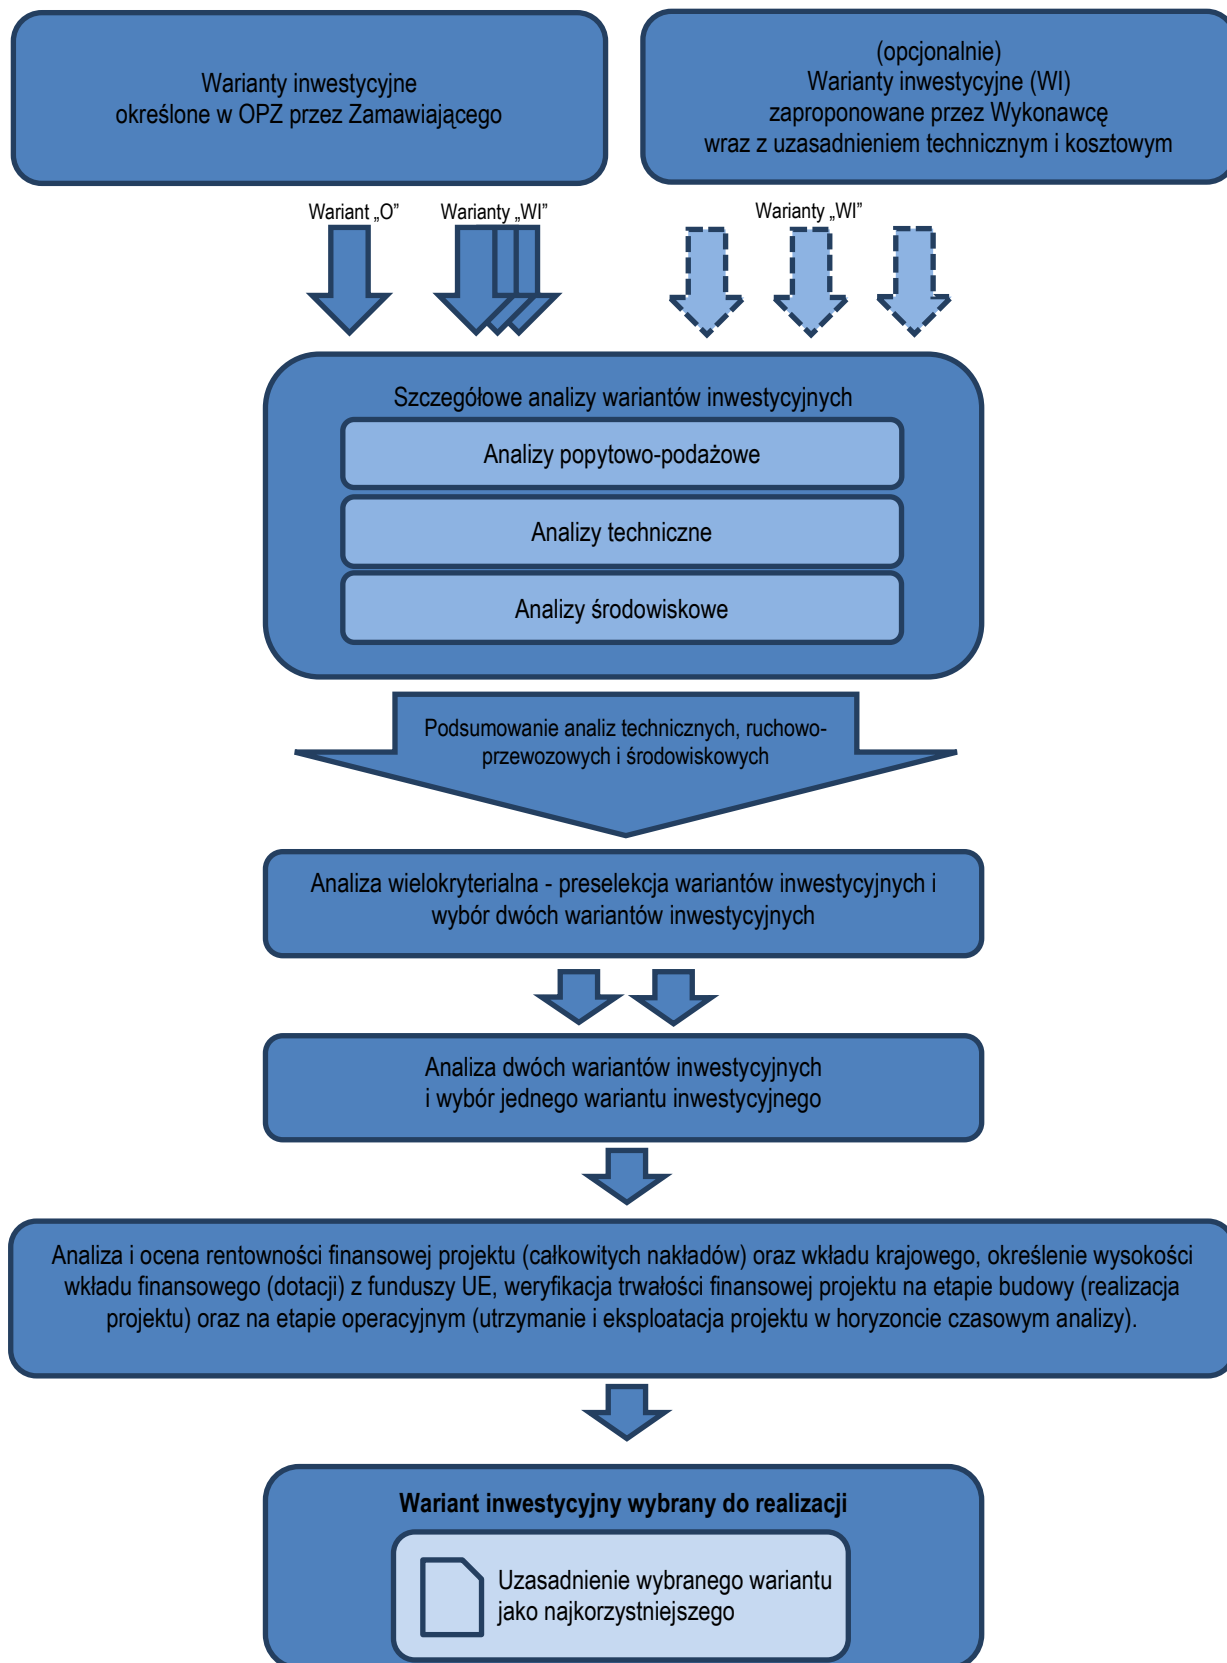 Warianty inwestycyjne
określone w OPZ przez Zamawiającego
(opcjonalnie)
Warianty inwestycyjne (WI)
zaproponowane przez Wykonawcę
wraz z uzasadnieniem technicznym i kosztowym
Wariant „O”
Warianty „WI”
Warianty „WI”
Szczegółowe analizy wariantów inwestycyjnych
Analizy popytowo-podażowe
Analizy techniczne
Analizy środowiskowe
Podsumowanie analiz technicznych, ruchowo-
przewozowych i środowiskowych
Analiza wielokryterialna - preselekcja wariantów inwestycyjnych i
wybór dwóch wariantów inwestycyjnych
Analiza dwóch wariantów inwestycyjnych
i wybór jednego wariantu inwestycyjnego
Analiza i ocena rentowności finansowej projektu (całkowitych nakładów) oraz wkładu krajowego, określenie wysokości
wkładu finansowego (dotacji) z funduszy UE, weryfikacja trwałości finansowej projektu na etapie budowy (realizacja
projektu) oraz na etapie operacyjnym (utrzymanie i eksploatacja projektu w horyzoncie czasowym analizy).
Wariant inwestycyjny wybrany do realizacji
Uzasadnienie wybranego wariantu
jako najkorzystniejszego